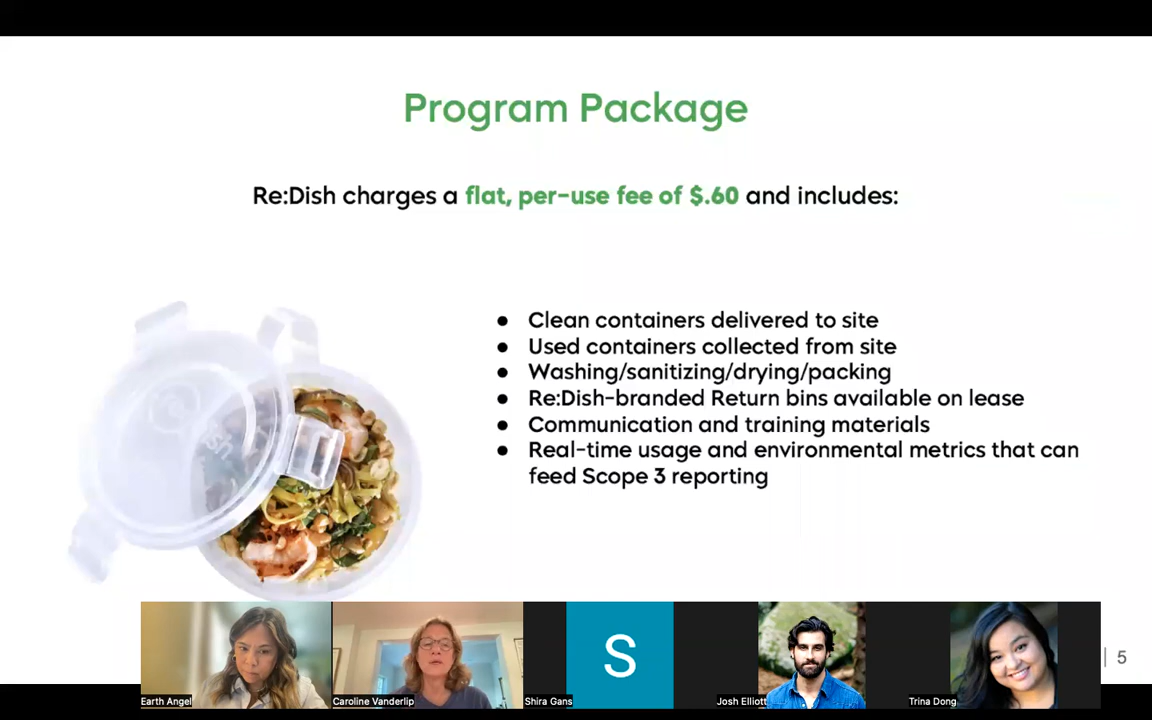 Program Package
Re:Dish charges a flat, per-use fee of $.60 and includes:
● Clean containers delivered to site
● Used containers collected from site
● Washing/sanitizing/drying/packing
● Re:Dish-branded Return bins available on lease
● Communication and training materials
● Real-time usage and environmental metrics that can
feed Scope 3 reporting
S
| 5
Earth Angel
Caroline Vanderlip
Shira Gans
Josh Elliott
Trina Dong